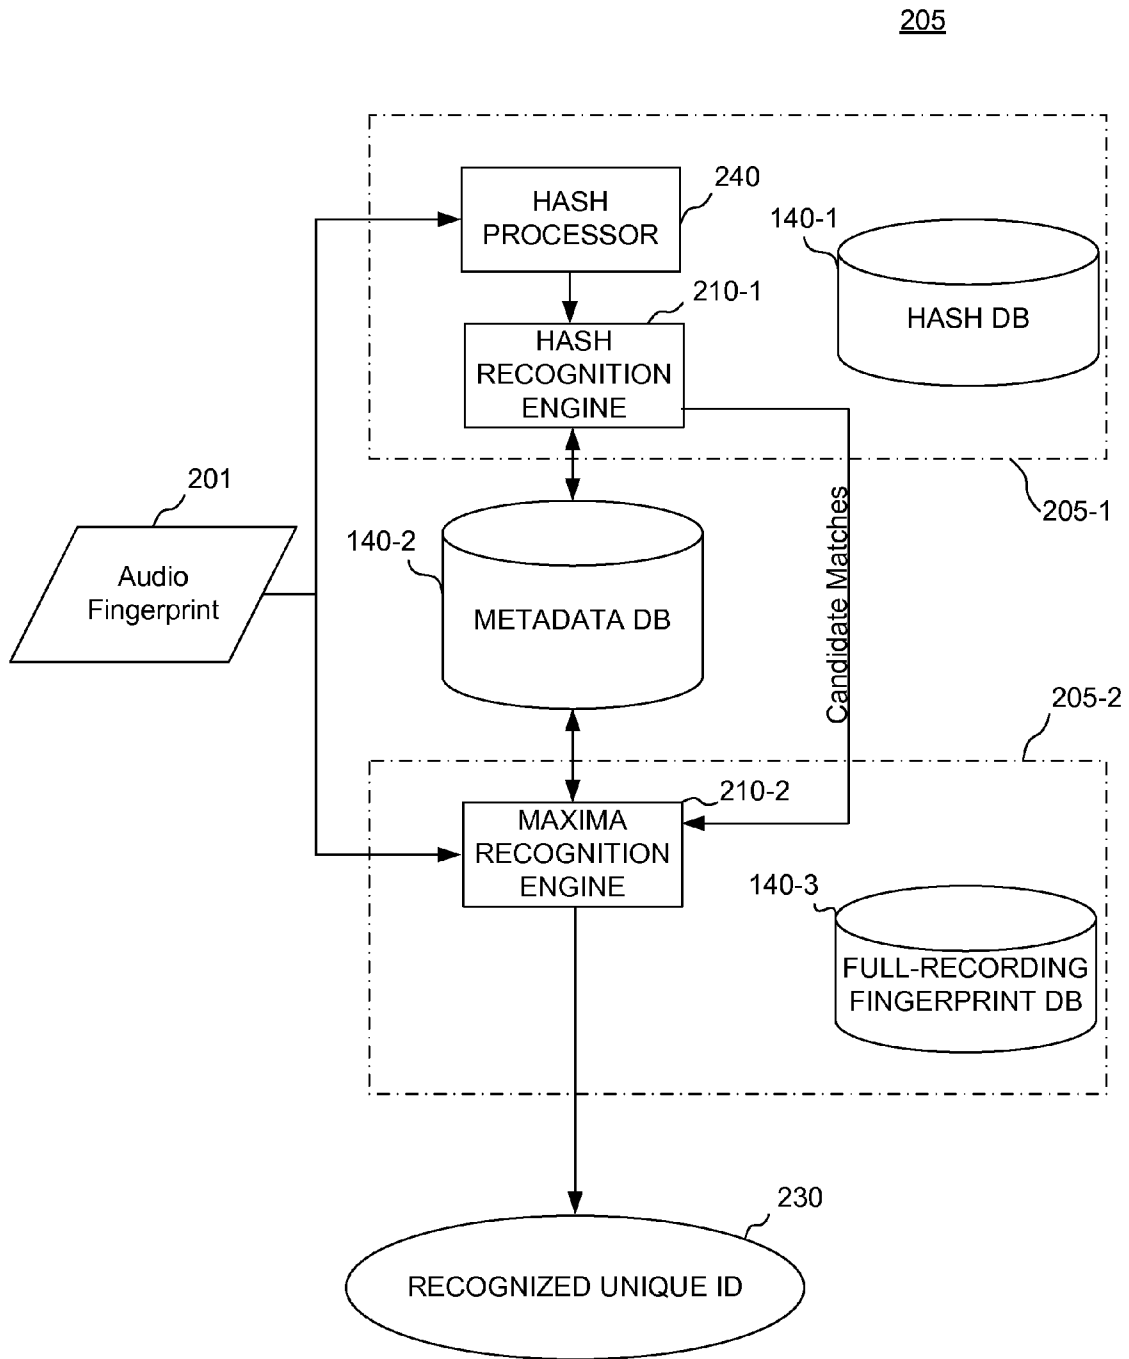 205
HASH
PROCESSOR
240
140-1
HASH DB
210-1
HASH
RECOGNITION
ENGINE
205-1
201
Audio
Fingerprint
140-2
METADATA DB
Candidate Matches
205-2
210-2
MAXIMA
RECOGNITION
ENGINE
140-3
FULL-RECORDING
FINGERPRINT DB
230
RECOGNIZED UNIQUE ID